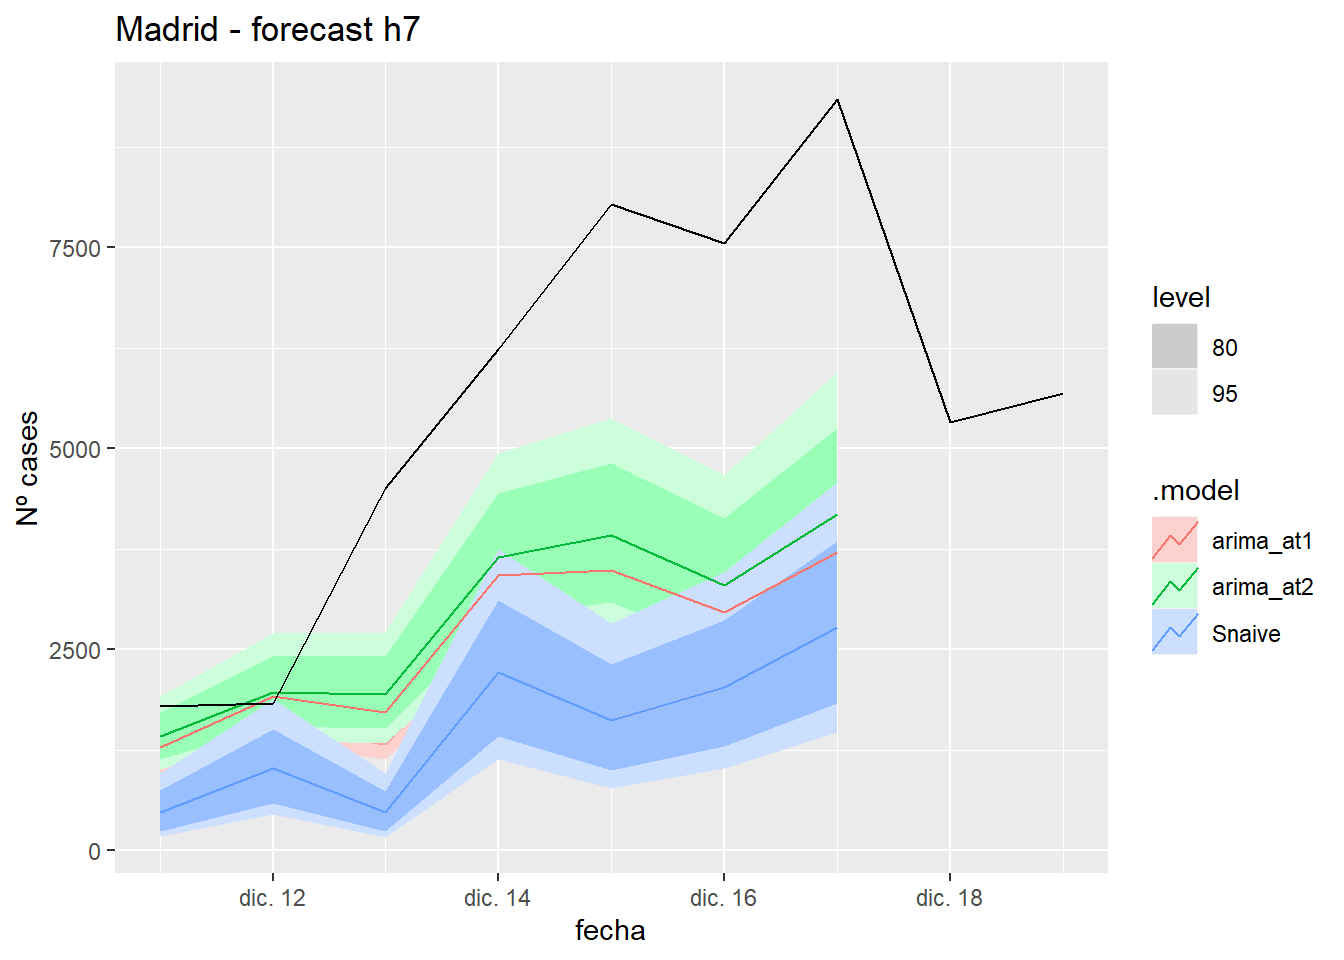 Madrid - forecast h7
Nº cases
7500
5000
2500
0
dic. 12
dic. 14
dic. 16
dic. 18
fecha
level
80
95
.model
arima_at1
arima_at2
Snaive